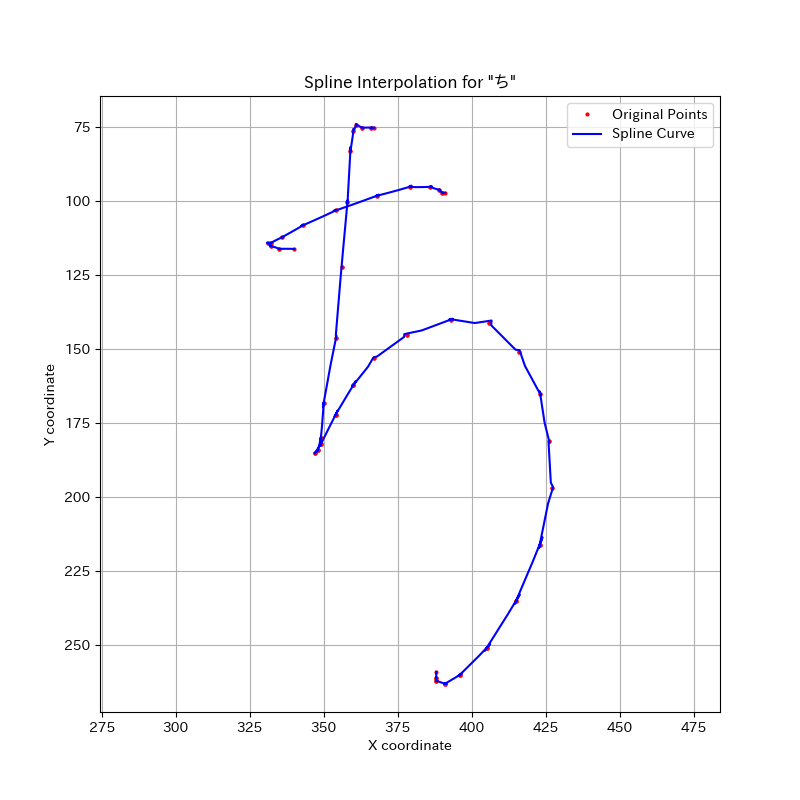 Spline Interpolation for "ち"
Original Points
Spline Curve
75
100
125
150
175
200
225
250
Y coordinate
275 300 325 350 375 400 425 450 475
X coordinate
ち